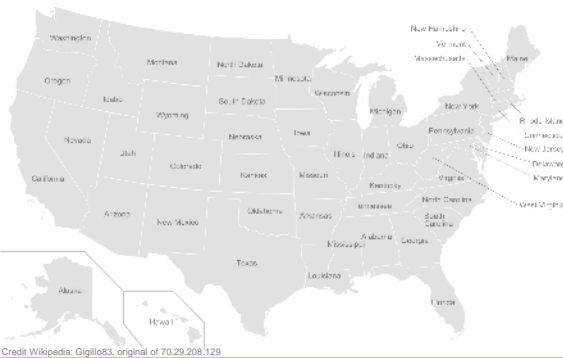 New Hampshire
Vermont
Massachusetts
Washington
Montana
North Dakota
Minnesota
Maine
Oregon
Idaho
South Dakota
Wisconsin
Michigan
New York
Rhode Island
Wyoming
Connecticut
Nevada
Nebraska
Iowa
Pennsylvania
New Jersey
Utah
Colorado
Illinois
Indiana
Ohio
Delaware
California
Kansas
Missouri
Kentucky
Virginia
Maryland
Arizona
New Mexico
Oklahoma
Arkansas
Tennessee
North Carolina
West Virginia
South
Carolina
Texas
Louisiana
Mississippi
Alabama
Georgia
Alaska
Hawaii
Florida
Credit Wikipedia: Gigillo83, original of 70.29.208.129